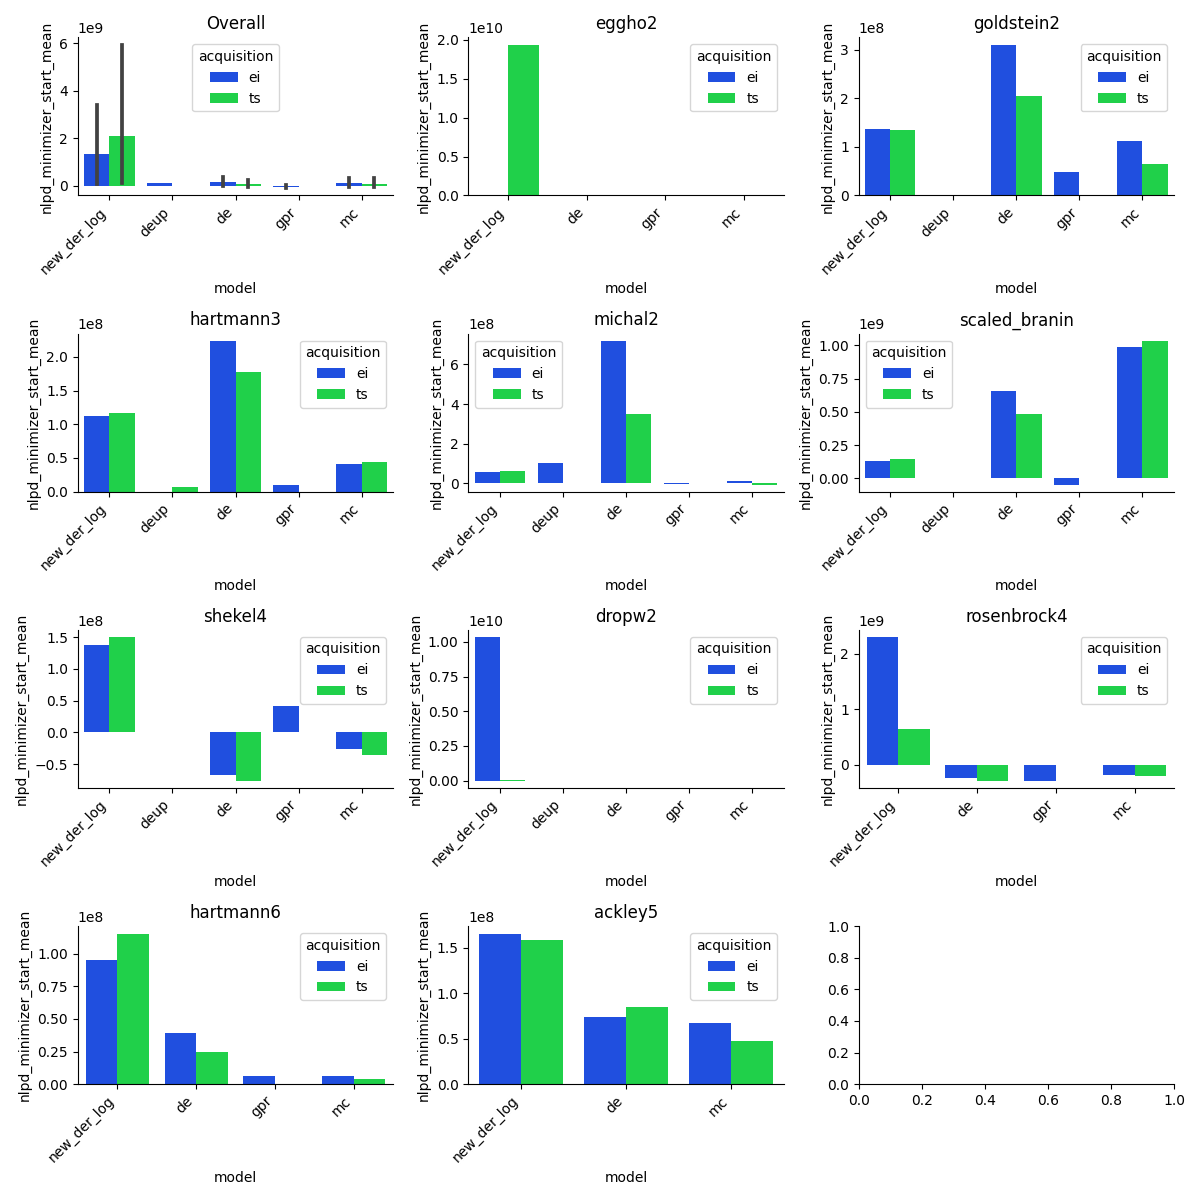 Overall
1e9
nlpd_minimizer_start_mean
6
4
2
0
acquisition
ei
ts
new_der_log
deup
de
gpr
mc
model
eggho2
1e10
nlpd_minimizer_start_mean
2.0
1.5
1.0
0.5
0.0
acquisition
ei
ts
new_der_log
de
gpr
mc
model
goldstein2
1e8
nlpd_minimizer_start_mean
3
2
1
0
acquisition
ei
ts
new_der_log
deup
de
gpr
mc
model
hartmann3
1e8
nlpd_minimizer_start_mean
2.0
1.5
1.0
0.5
0.0
acquisition
ei
ts
new_der_log
deup
de
gpr
mc
model
michal2
1e8
nlpd_minimizer_start_mean
6
4
2
0
acquisition
ei
ts
new_der_log
deup
de
gpr
mc
model
scaled_branin
1e9
nlpd_minimizer_start_mean
1.00
0.75
0.50
0.25
0.00
acquisition
ei
ts
new_der_log
deup
de
gpr
mc
model
shekel4
1e8
nlpd_minimizer_start_mean
1.5
1.0
0.5
0.0
−0.5
acquisition
ei
ts
new_der_log
deup
de
gpr
mc
model
dropw2
1e10
nlpd_minimizer_start_mean
1.00
0.75
0.50
0.25
0.00
acquisition
ei
ts
new_der_log
deup
de
gpr
mc
model
rosenbrock4
1e9
nlpd_minimizer_start_mean
2
1
0
acquisition
ei
ts
new_der_log
de
gpr
mc
model
hartmann6
1e8
nlpd_minimizer_start_mean
1.00
0.75
0.50
0.25
0.00
acquisition
ei
ts
new_der_log
de
gpr
mc
model
ackley5
1e8
nlpd_minimizer_start_mean
1.5
1.0
0.5
0.0
acquisition
ei
ts
new_der_log
de
mc
model
1.0
0.8
0.6
0.4
0.2
0.0
0.0 0.2 0.4 0.6 0.8 1.0